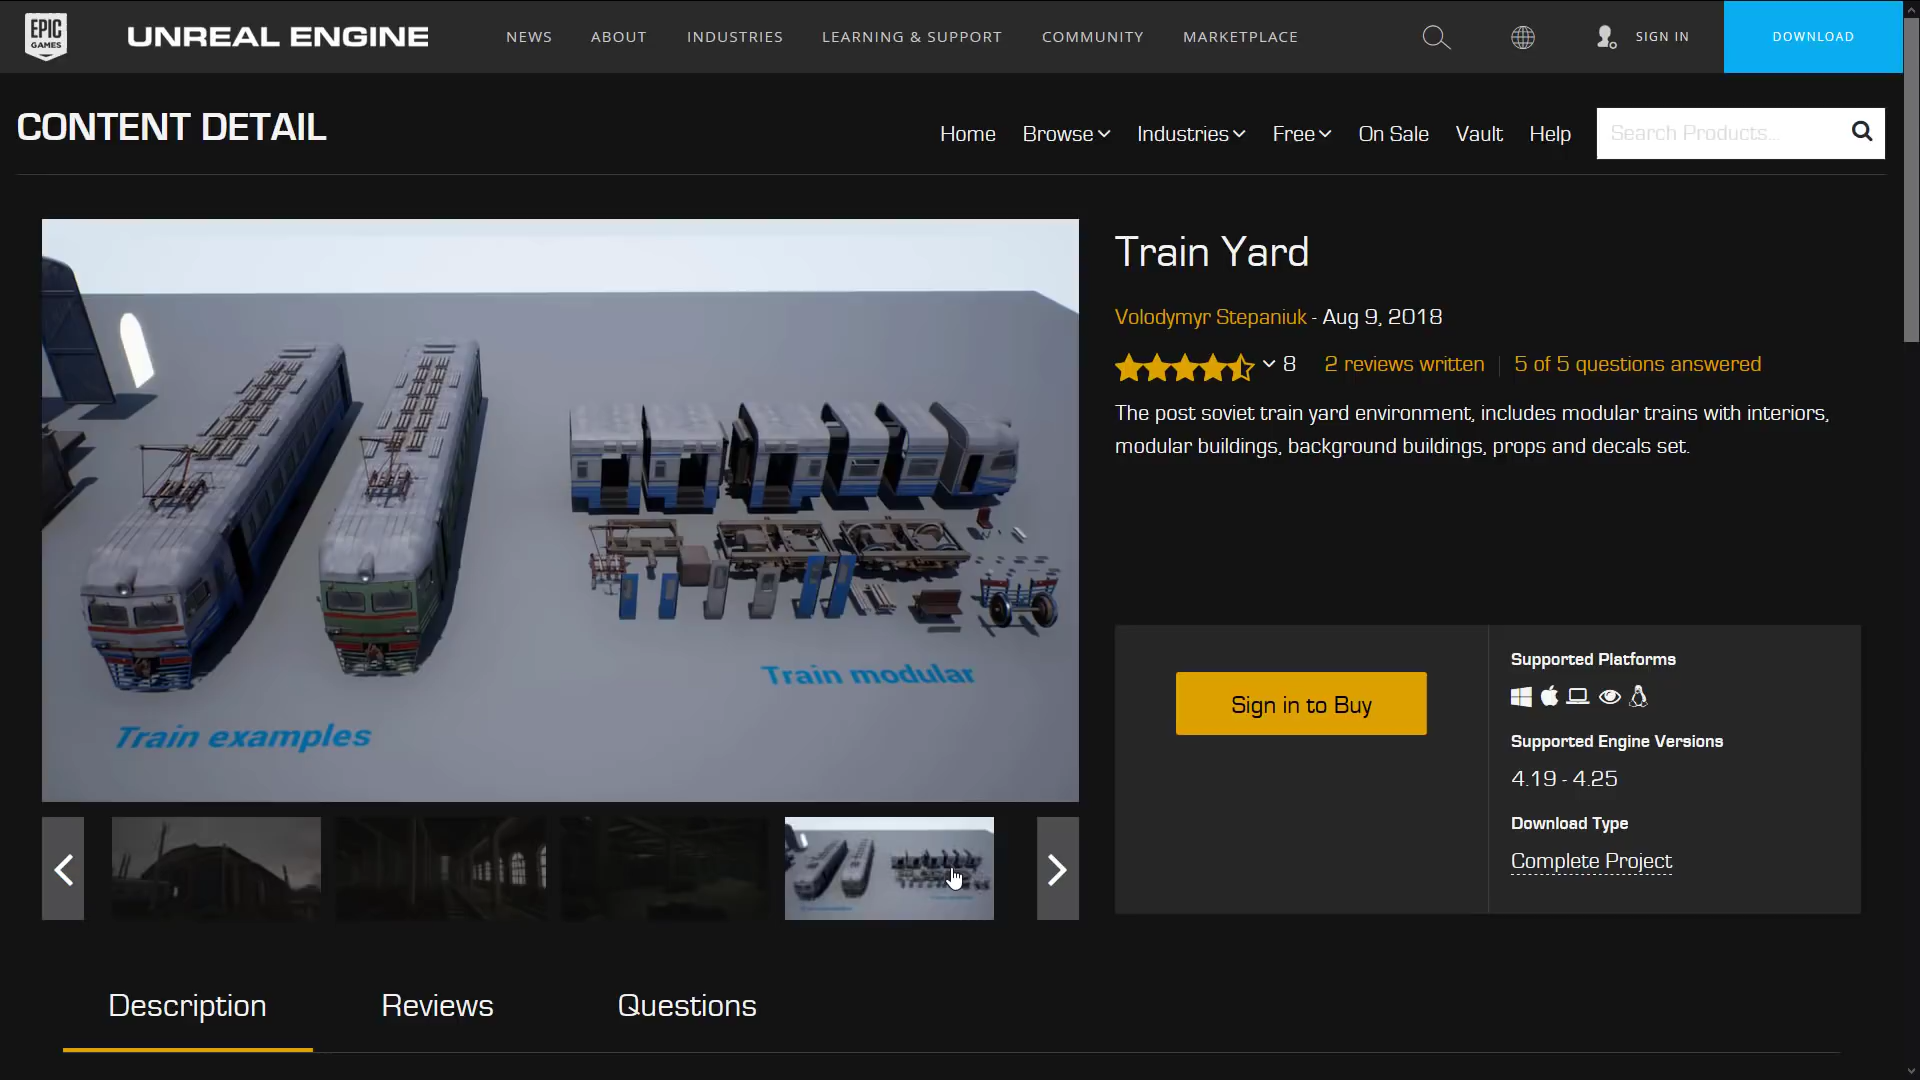 EPIC
GAMES
UNREAL ENGINE
NEWS
ABOUT
INDUSTRIES
LEARNING & SUPPORT
COMMUNITY
MARKETPLACE
SIGN IN
DOWNLOAD
CONTENT DETAIL
Home
Browse
Industries
Free
On Sale
Vault
Help
Search Products...
Train Yard
Volodymyr Stepaniuk - Aug 9, 2018
8
2 reviews written
5 of 5 questions answered
The post soviet train yard environment, includes modular trains with interiors,
modular buildings, background buildings, props and decals set.
Train modular
Train examples
Sign in to Buy
Supported Platforms
Supported Engine Versions
4.19 - 4.25
Download Type
Complete Project
Description
Reviews
Questions